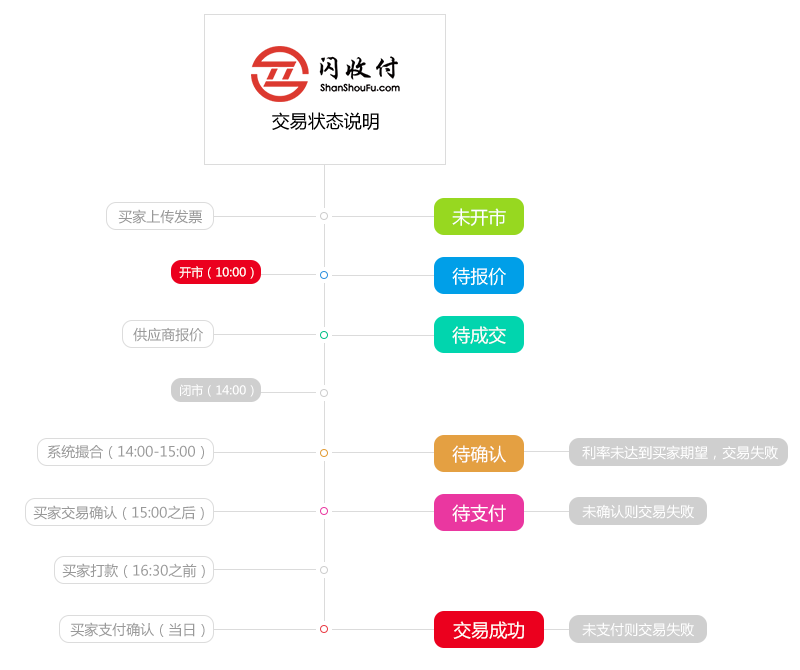 闪收付
ShanShouFu.com
交易状态说明
买家上传发票
未开市
开市（10:00）
待报价
供应商报价
待成交
闭市（14:00）
系统撮合（14:00-15:00）
待确认
利率未达到买家期望，交易失败
买家交易确认（15:00之后）
待支付
未确认则交易失败
买家打款（16:30之前）
买家支付确认（当日）
交易成功
未支付则交易失败